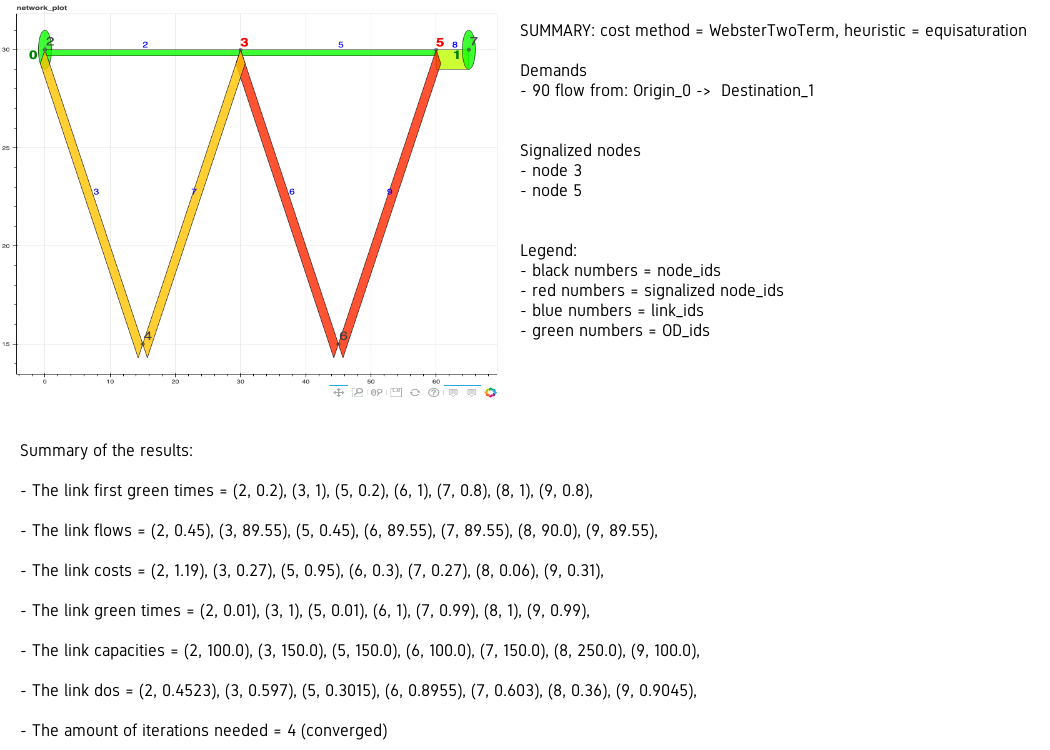 network_plot
SUMMARY: cost method = WebsterTwoTerm, heuristic = equisaturation
Demands
- 90 flow from: Origin_0 -> Destination_1
Signalized nodes
- node 3
- node 5
Legend:
- black numbers = node_ids
- red numbers = signalized node_ids
- blue numbers = link_ids
- green numbers = OD_ids
30
25
20
15
0 2 2 3 5 5 8 1 7
3 7 6 9
4 6
0 10 20 30 40 50 60
Summary of the results:
- The link first green times = (2, 0.2), (3, 1), (5, 0.2), (6, 1), (7, 0.8), (8, 1), (9, 0.8),
- The link flows = (2, 0.45), (3, 89.55), (5, 0.45), (6, 89.55), (7, 89.55), (8, 90.0), (9, 89.55),
- The link costs = (2, 1.19), (3, 0.27), (5, 0.95), (6, 0.3), (7, 0.27), (8, 0.06), (9, 0.31),
- The link green times = (2, 0.01), (3, 1), (5, 0.01), (6, 1), (7, 0.99), (8, 1), (9, 0.99),
- The link capacities = (2, 100.0), (3, 150.0), (5, 150.0), (6, 100.0), (7, 150.0), (8, 250.0), (9, 100.0),
- The link dos = (2, 0.4523), (3, 0.597), (5, 0.3015), (6, 0.8955), (7, 0.603), (8, 0.36), (9, 0.9045),
- The amount of iterations needed = 4 (converged)